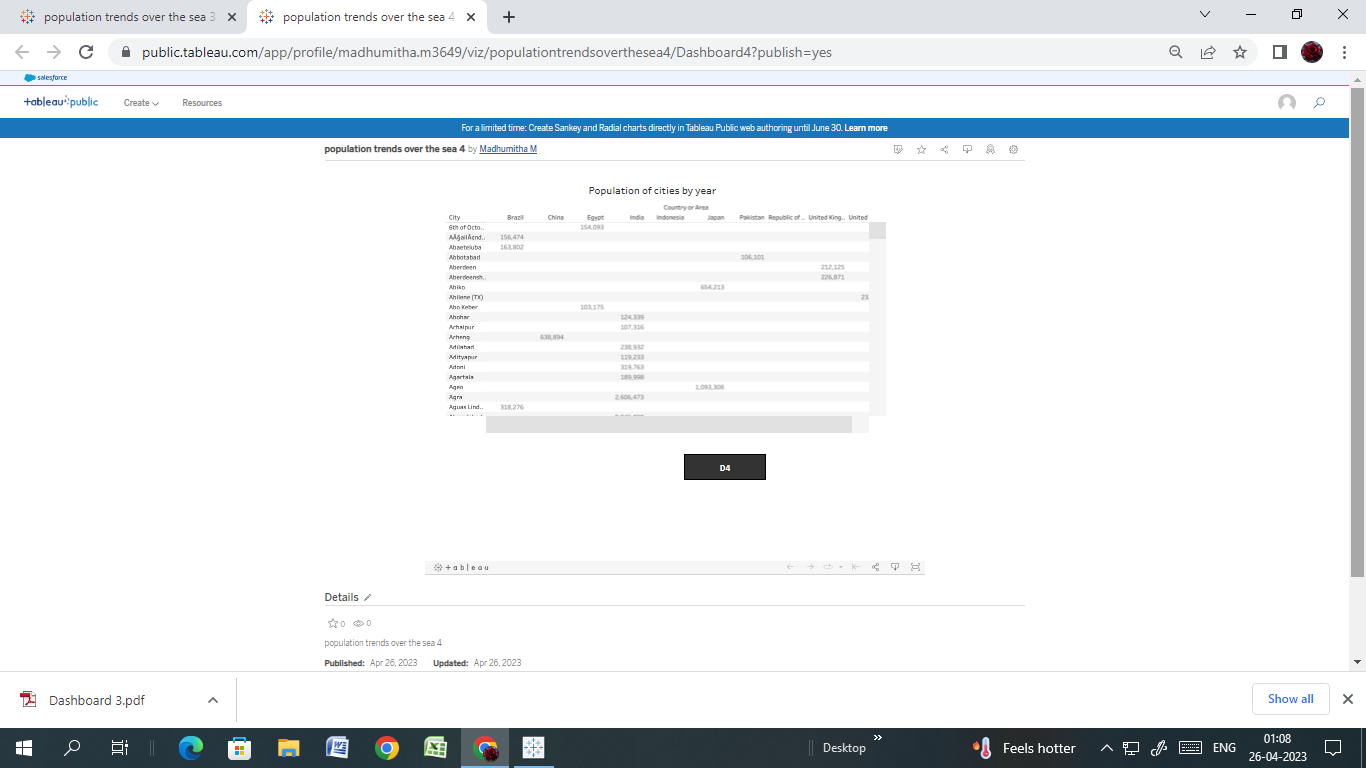 population trends over the sea 3
population trends over the sea 4
public.tableau.com/app/profile/madhumitha.m3649/viz/populationtrendsoverthesea4/Dashboard4?publish=yes
salesforce
+ab|eau public Create Resources
For a limited time: Create Sankey and Radial charts directly in Tableau Public web authoring until June 30. Learn more
population trends over the sea 4 by Madhumitha M
Population of cities by year
Country or Area
City Brazil China Egypt India Indonesia Japan Pakistan Republic of .. United King.. United
6th of Octo.. 154,093
AÃ§ailÃ¢nd.. 156,474
Abaeteluba 163,802
Abbotabad 106,101
Aberdeen 212,125
Aberdeensh.. 226,871
Abiko 654,213
Abilene (TX) 23
Abo Keber 103,175
Abohar 124,339
Achalpur 107,316
Acheng 638,894
Adilabad 238,932
Adityapur 119,233
Adoni 319,763
Agartala 189,998
Ageo 1,093,308
Agra 2,606,473
Aguas Lind.. 318,276
D4
+ab|eau
Details
0 0
population trends over the sea 4
Published: Apr 26, 2023 Updated: Apr 26, 2023
Dashboard 3.pdf
Show all
Desktop
Feels hotter
ENG
01:08
26-04-2023